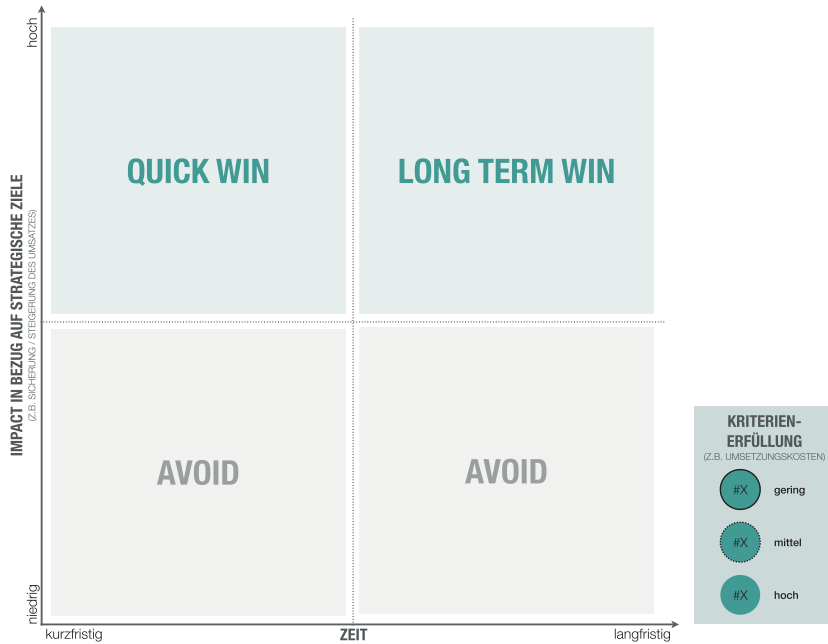 hoch
IMPACT IN BEZUG AUF STRATEGISCHE ZIELE
(Z.B. SICHERUNG / STEIGERUNG DES UMSATZES)
QUICK WIN
LONG TERM WIN
AVOID
AVOID
niedrig
kurzfristig
ZEIT
langfristig
KRITERIEN-
ERFÜLLUNG
(Z.B. UMSETZUNGSKOSTEN)
#X gering
#X mittel
#X hoch